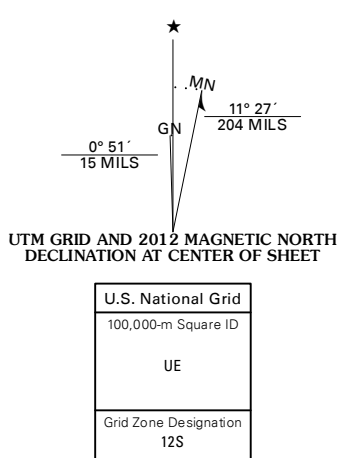 ★
MN
GN
11° 27´
204 MILS
0° 51´
15 MILS
UTM GRID AND 2012 MAGNETIC NORTH
DECLINATION AT CENTER OF SHEET
U.S. National Grid
100,000-m Square ID
UE
Grid Zone Designation
12S